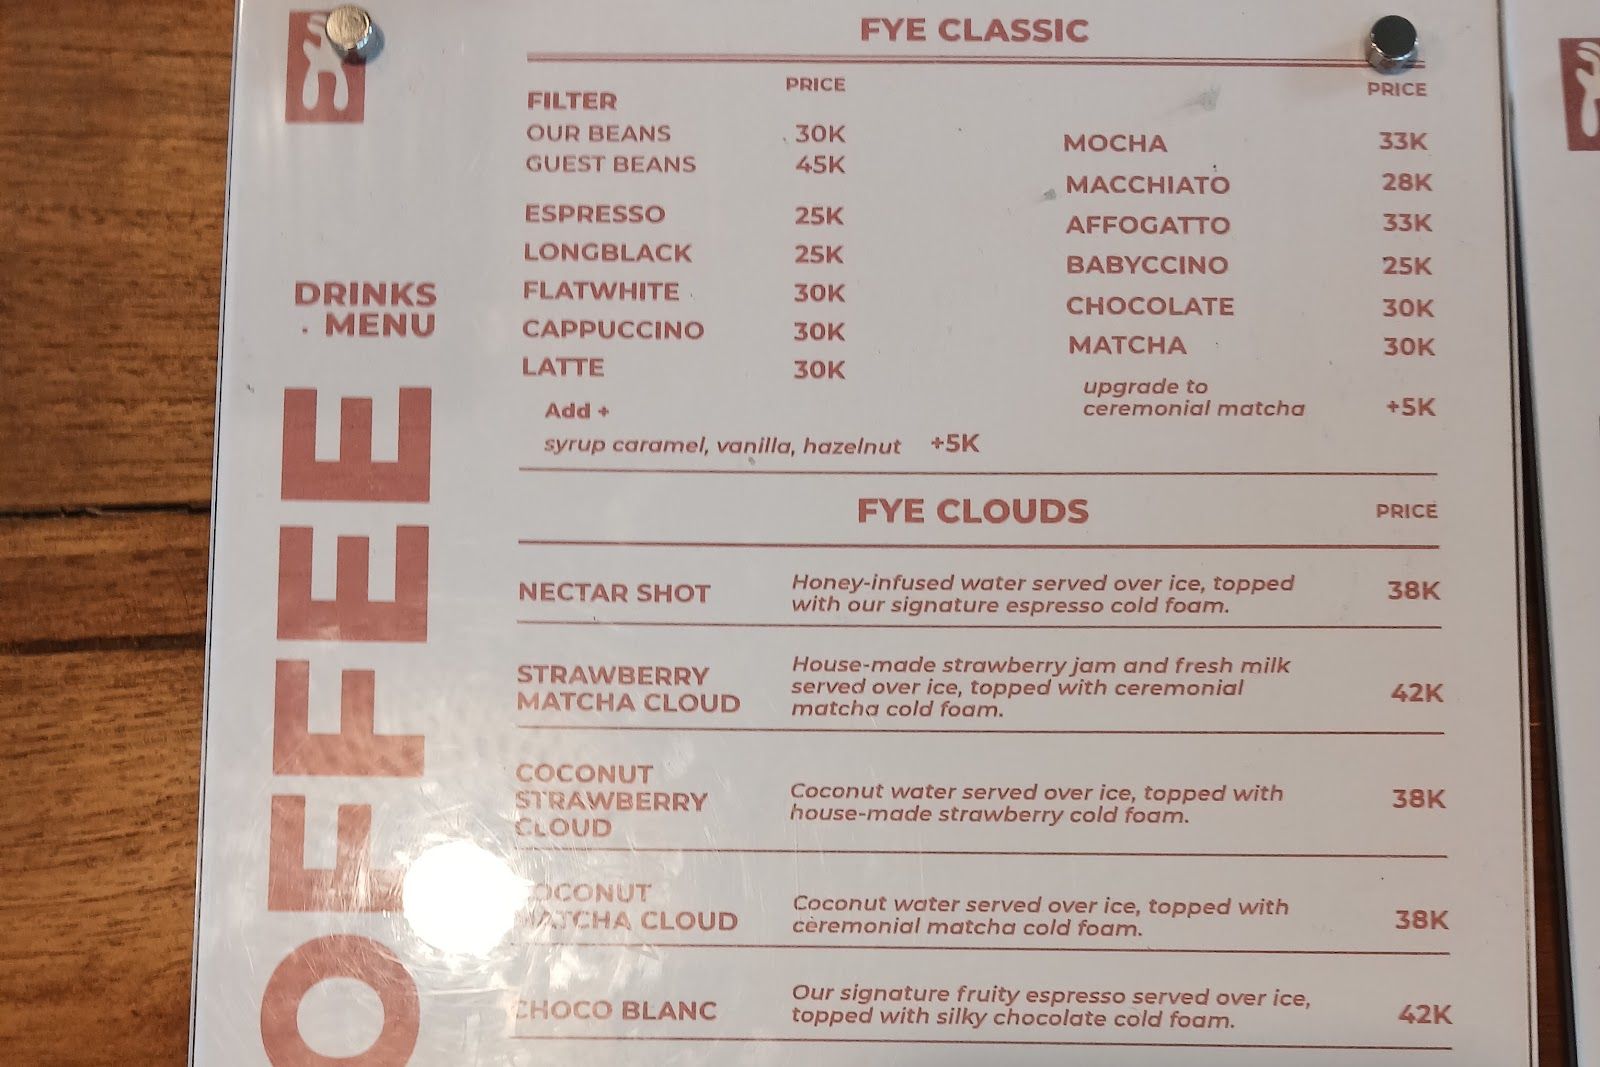 FYE CLASSIC
PRICE
FILTER
OUR BEANS 30K
GUEST BEANS 45K
ESPRESSO 25K
LONGBLACK 25K
FLATWHITE 30K
CAPPUCCINO 30K
LATTE 30K
Add +
syrup caramel, vanilla, hazelnut +5K
PRICE
MOCHA 33K
MACCHIATO 28K
AFFOGATTO 33K
BABYCCINO 25K
CHOCOLATE 30K
MATCHA 30K
upgrade to
ceremonial matcha +5K
DRINKS
MENU
OFFEE
FYE CLOUDS PRICE
NECTAR SHOT
Honey-infused water served over ice, topped
with our signature espresso cold foam.
38K
STRAWBERRY
MATCHA CLOUD
House-made strawberry jam and fresh milk
served over ice, topped with ceremonial
matcha cold foam.
42K
COCONUT
STRAWBERRY
CLOUD
Coconut water served over ice, topped with
house-made strawberry cold foam.
38K
COCONUT
MATCHA CLOUD
Coconut water served over ice, topped with
ceremonial matcha cold foam.
38K
CHOCO BLANC
Our signature fruity espresso served over ice,
topped with silky chocolate cold foam.
42K